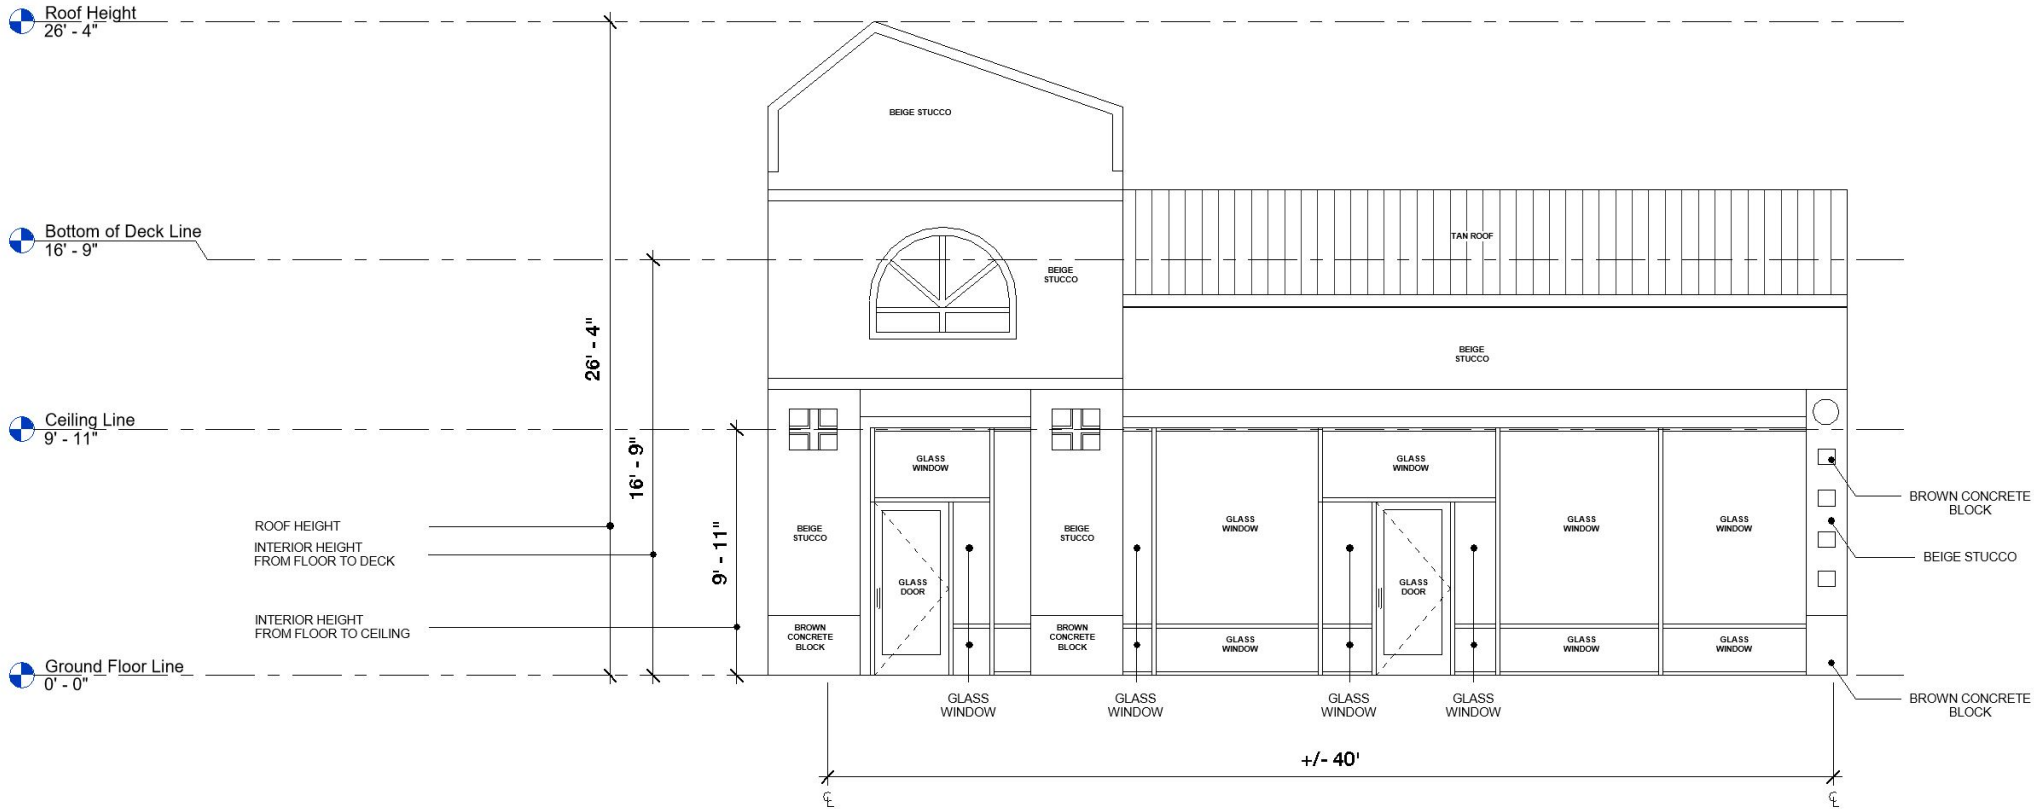 Roof Height
26' - 4"
BEIGE STUCCO
Bottom of Deck Line
16' - 9"
TAN ROOF
BEIGE
STUCCO
26' - 4"
BEIGE
STUCCO
Ceiling Line
9' - 11"
16' - 9"
GLASS
WINDOW
GLASS
WINDOW
BROWN CONCRETE
BLOCK
ROOF HEIGHT
INTERIOR HEIGHT
FROM FLOOR TO DECK
9' - 11"
BEIGE
STUCCO
BEIGE
STUCCO
GLASS
WINDOW
GLASS
WINDOW
GLASS
WINDOW
BEIGE STUCCO
GLASS
DOOR
GLASS
DOOR
INTERIOR HEIGHT
FROM FLOOR TO CEILING
BROWN
CONCRETE
BLOCK
BROWN
CONCRETE
BLOCK
GLASS
WINDOW
GLASS
WINDOW
GLASS
WINDOW
Ground Floor Line
0' - 0"
GLASS
WINDOW
GLASS
WINDOW
GLASS
WINDOW
GLASS
WINDOW
BROWN CONCRETE
BLOCK
+/- 40'
℄
℄